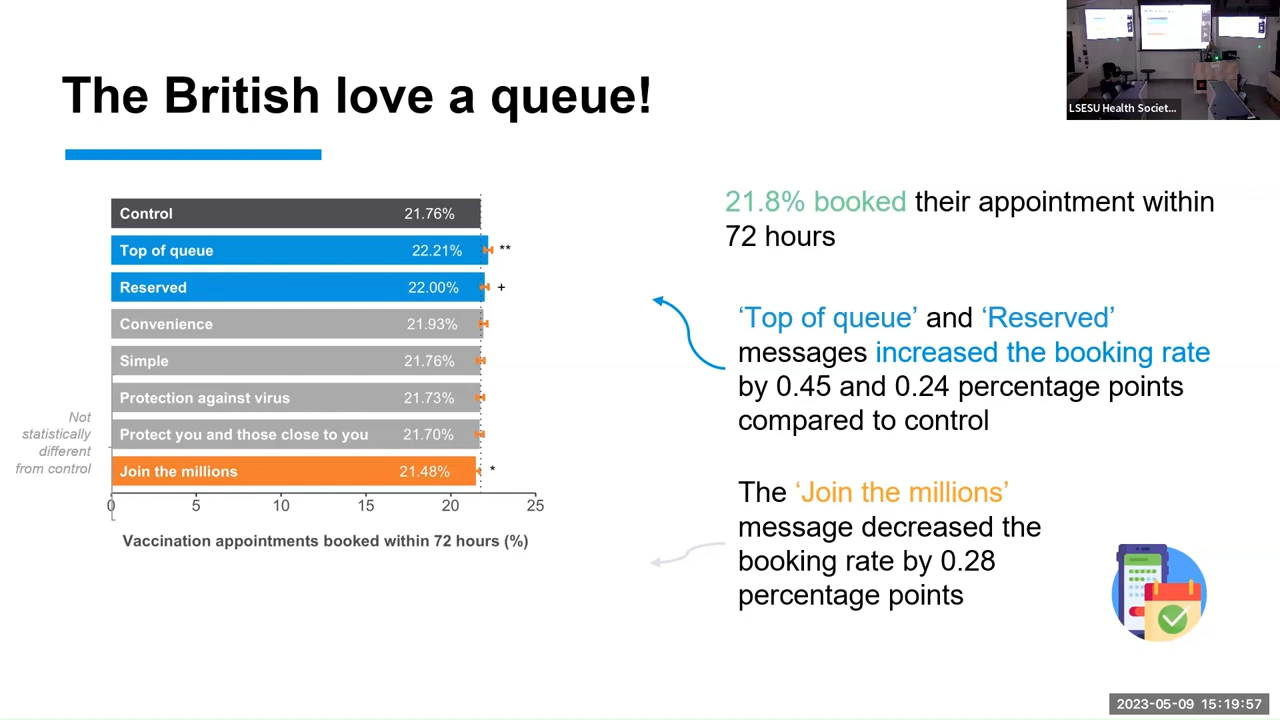 The British love a queue!
LSESU Health Societ...
Control 21.76%
Top of queue 22.21% **
Reserved 22.00% +
Convenience 21.93%
Simple 21.76%
Protection against virus 21.73%
Protect you and those close to you 21.70%
Join the millions 21.48% *
Not
statistically
different
from control
0 5 10 15 20 25
Vaccination appointments booked within 72 hours (%)
21.8% booked their appointment within
72 hours
‘Top of queue’ and ‘Reserved’
messages increased the booking rate
by 0.45 and 0.24 percentage points
compared to control
The ‘Join the millions’
message decreased the
booking rate by 0.28
percentage points
2023-05-09 15:19:57